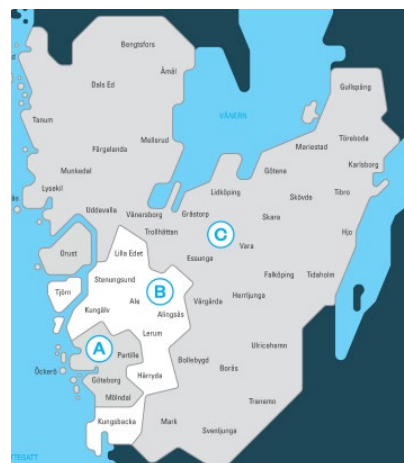 Bengtsfors
Åmål
Dals Ed
Gullspång
Tanum
VÄNERN
Mellerud
Töreboda
Färgelanda
Mariestad
Karlsborg
Munkedal
Götene
Lysekil
Lidköping
Skövde
Tibro
Uddevalla
Vänersborg
Grästorp
Skara
Trollhättan
C
Hjo
Orust
Lilla Edet
Vara
Essunga
Stenungsund
B
Falköping
Tidaholm
Tjörn
Ale
Vårgårda
Herrljunga
Kungälv
Alingsås
Lerum
A
Partille
Ulricehamn
Öckerö
Bollebygd
Borås
Göteborg
Härryda
Mölndal
Tranemo
Kungsbacka
Mark
Svenljunga
TTEGATT